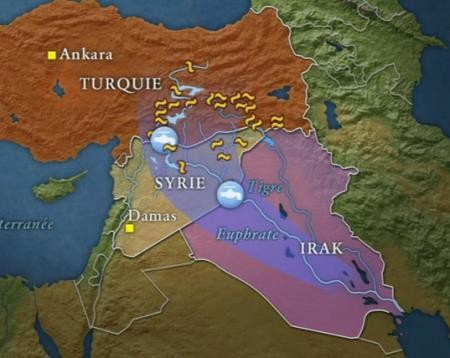 Ankara
TURQUIE
SYRIE
Tigre
Damas
terranée
Euphrate
IRAK